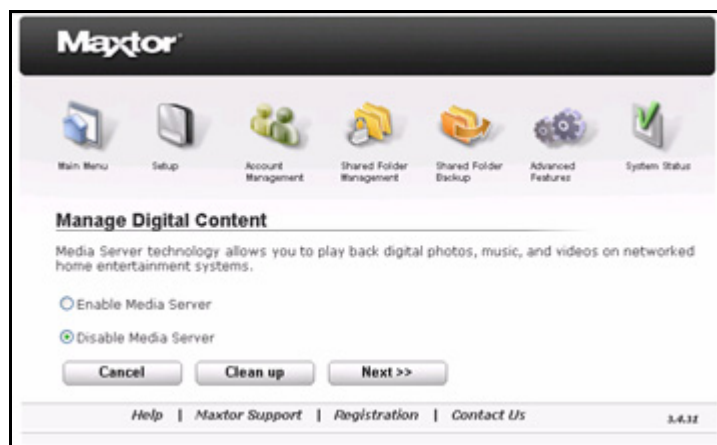 Maxtor
Main Menu
Setup
Account Management
Shared Folder Management
Shared Folder Backup
Advanced Features
System Status
Manage Digital Content
Media Server technology allows you to play back digital photos, music, and videos on networked
home entertainment systems.
Enable Media Server
Disable Media Server
Cancel Clean up Next >>
Help | Maxtor Support | Registration | Contact Us 3.4.31